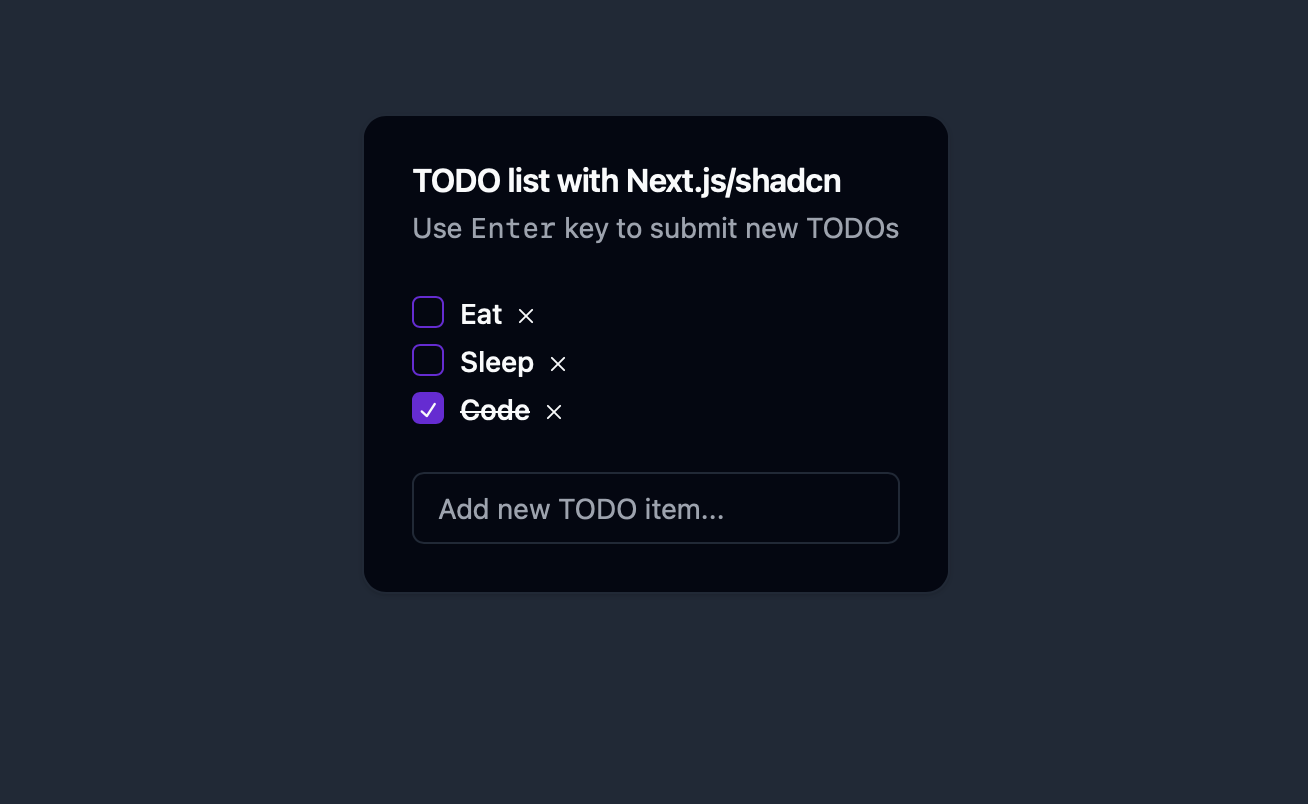 TODO list with Next.js/shadcn
Use Enter key to submit new TODOs
Eat
Sleep
Code
Add new TODO item...